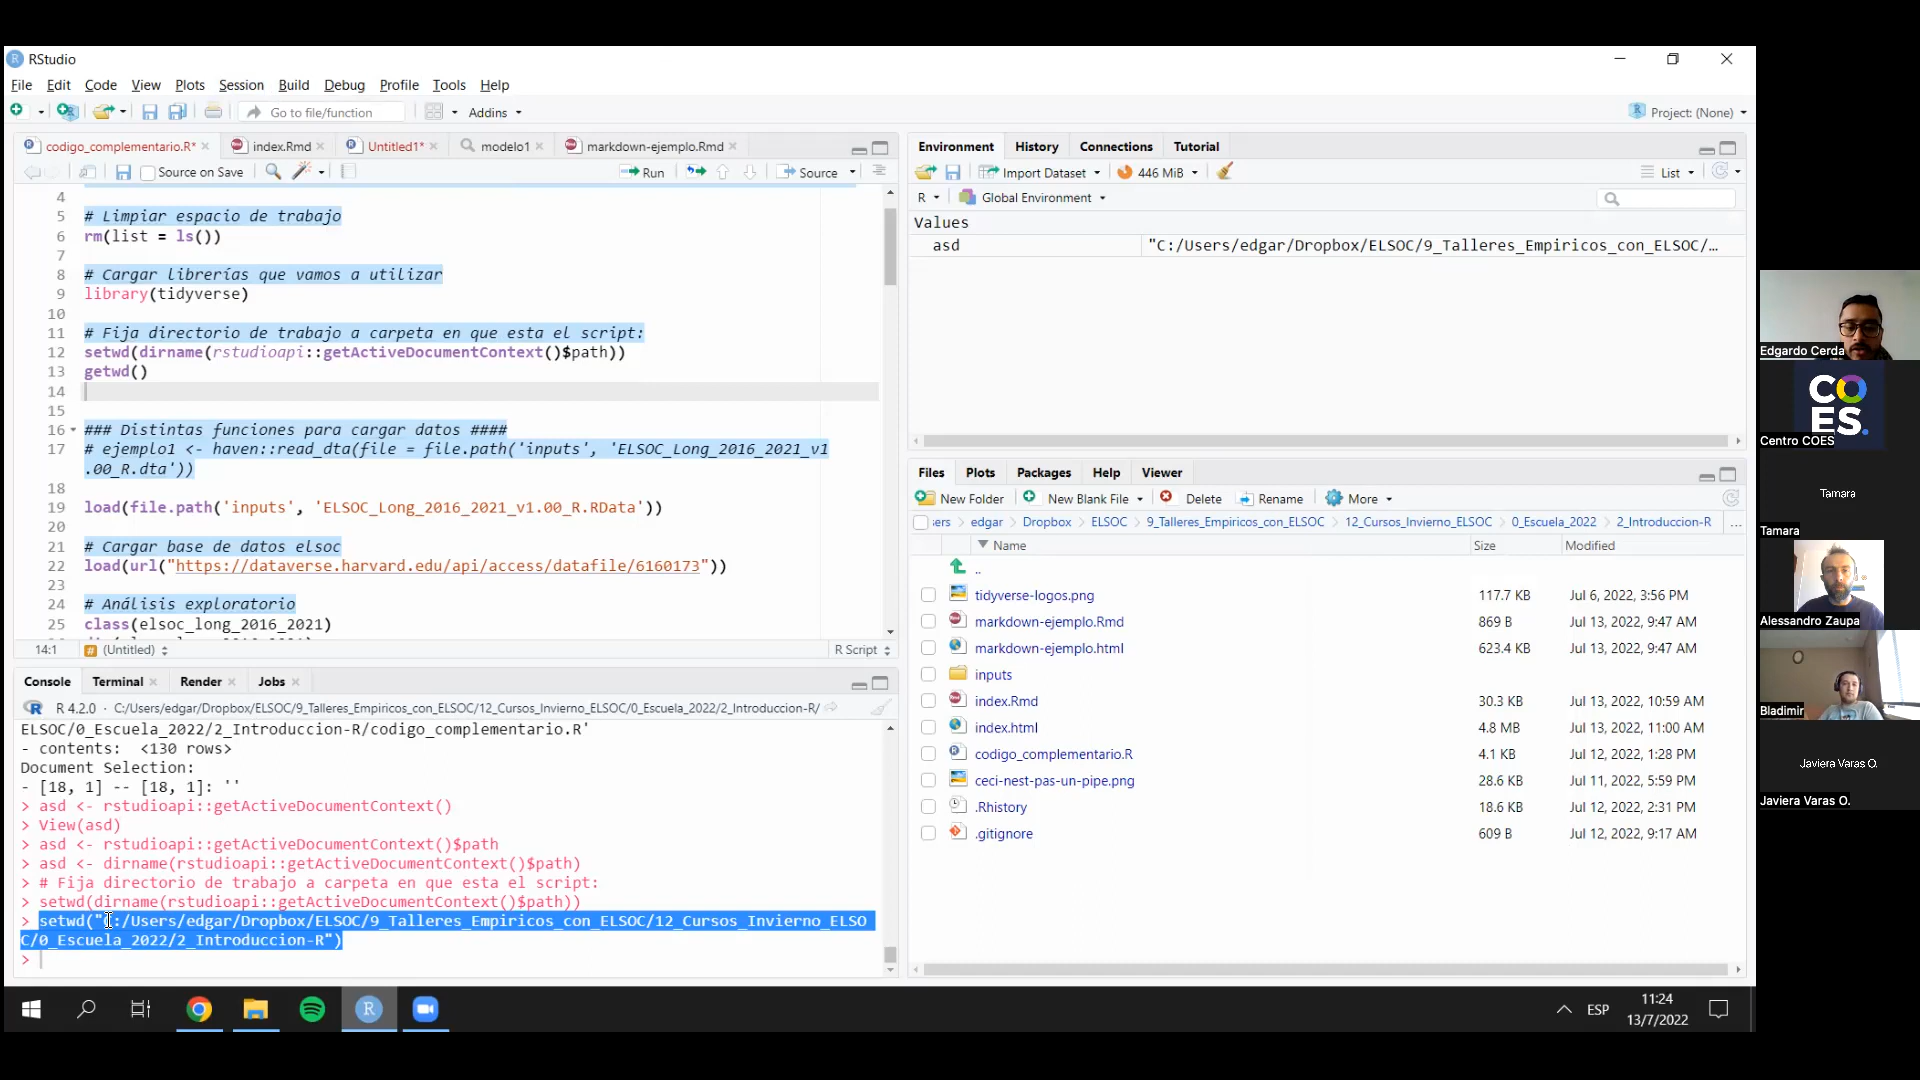 RStudio
File Edit Code View Plots Session Build Debug Profile Tools Help
Go to file/function Addins Project: (None)
codigo_complementario.R* index.Rmd Untitled1* modelo1 markdown-ejemplo.Rmd
Source on Save Run Source
4
5 # Limpiar espacio de trabajo
6 rm(list = ls())
7
8 # Cargar librerías que vamos a utilizar
9 library(tidyverse)
10
11 # Fija directorio de trabajo a carpeta en que esta el script:
12 setwd(dirname(rstudioapi::getActiveDocumentContext()$path))
13 getwd()
14
15
16 ### Distintas funciones para cargar datos ####
17 # ejemplo1 <- haven::read_dta(file = file.path('inputs', 'ELSOC_Long_2016_2021_v1
.00_R.dta'))
18
19 load(file.path('inputs', 'ELSOC_Long_2016_2021_v1.00_R.RData'))
20
21 # Cargar base de datos elsoc
22 load(url("https://dataverse.harvard.edu/api/access/datafile/6160173"))
23
24 # Análisis exploratorio
25 class(elsoc_long_2016_2021)
14:1 (Untitled) R Script
Console Terminal Render Jobs
R 4.2.0 · C:/Users/edgar/Dropbox/ELSOC/9_Talleres_Empiricos_con_ELSOC/12_Cursos_Invierno_ELSOC/0_Escuela_2022/2_Introduccion-R/
ELSOC/0_Escuela_2022/2_Introduccion-R/codigo_complementario.R'
- contents: <130 rows>
Document Selection:
- [18, 1] -- [18, 1]: ''
> asd <- rstudioapi::getActiveDocumentContext()
> View(asd)
> asd <- rstudioapi::getActiveDocumentContext()$path
> asd <- dirname(rstudioapi::getActiveDocumentContext()$path)
> # Fija directorio de trabajo a carpeta en que esta el script:
> setwd(dirname(rstudioapi::getActiveDocumentContext()$path))
> setwd("C:/Users/edgar/Dropbox/ELSOC/9_Talleres_Empiricos_con_ELSOC/12_Cursos_Invierno_ELSO
C/0_Escuela_2022/2_Introduccion-R")
>
Environment History Connections Tutorial
Import Dataset 446 MiB List
R Global Environment
Values
asd "C:/Users/edgar/Dropbox/ELSOC/9_Talleres_Empiricos_con_ELSOC/…
Files Plots Packages Help Viewer
New Folder New Blank File Delete Rename More
ers edgar Dropbox ELSOC 9_Talleres_Empiricos_con_ELSOC 12_Cursos_Invierno_ELSOC 0_Escuela_2022 2_Introduccion-R ...
Name Size Modified
..
tidyverse-logos.png 117.7 KB Jul 6, 2022, 3:56 PM
markdown-ejemplo.Rmd 869 B Jul 13, 2022, 9:47 AM
markdown-ejemplo.html 623.4 KB Jul 13, 2022, 9:47 AM
inputs
index.Rmd 30.3 KB Jul 13, 2022, 10:59 AM
index.html 4.8 MB Jul 13, 2022, 11:00 AM
codigo_complementario.R 4.1 KB Jul 12, 2022, 1:28 PM
ceci-nest-pas-un-pipe.png 28.6 KB Jul 11, 2022, 5:59 PM
.Rhistory 18.6 KB Jul 12, 2022, 2:31 PM
.gitignore 609 B Jul 12, 2022, 9:17 AM
ESP
11:24
13/7/2022
Edgardo Cerda
CO
ES.
Centro COES
Tamara
Tamara
Alessandro Zaupa
Bladimir
Javiera Varas O.
Javiera Varas O.